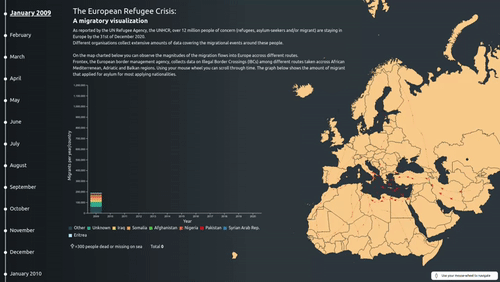 January 2009
February
March
April
May
June
July
August
September
October
November
December
January 2010
The European Refugee Crisis:
A migratory visualization
As reported by the UN Refugee Agency, the UNHCR, over 12 million people of concern (refugees, asylum-seekers and/or migrant) are staying in
Europe by the 31st of December 2020.
Different organisations collect extensive amounts of data covering the migrational events around these people.
On the map charted below you can observe the magnitudes of the migration flows into Europe across different routes.
Frontex, the European border management agency, collects data on Illegal Border Crossings (IBCs) among different routes taken across African
Mediterranean, Adriatic and Balkan regions. Using your mouse wheel you can scroll through time. The graph below shows the amount of migrant
that applied for asylum for most applying nationalities.
Migrants per year/country
Year
Other Unknown Iraq Somalia Afghanistan Nigeria Pakistan Syrian Arab Rep.
Eritrea
=300 people dead or missing on sea Total 0
Use your mouse wheel to navigate